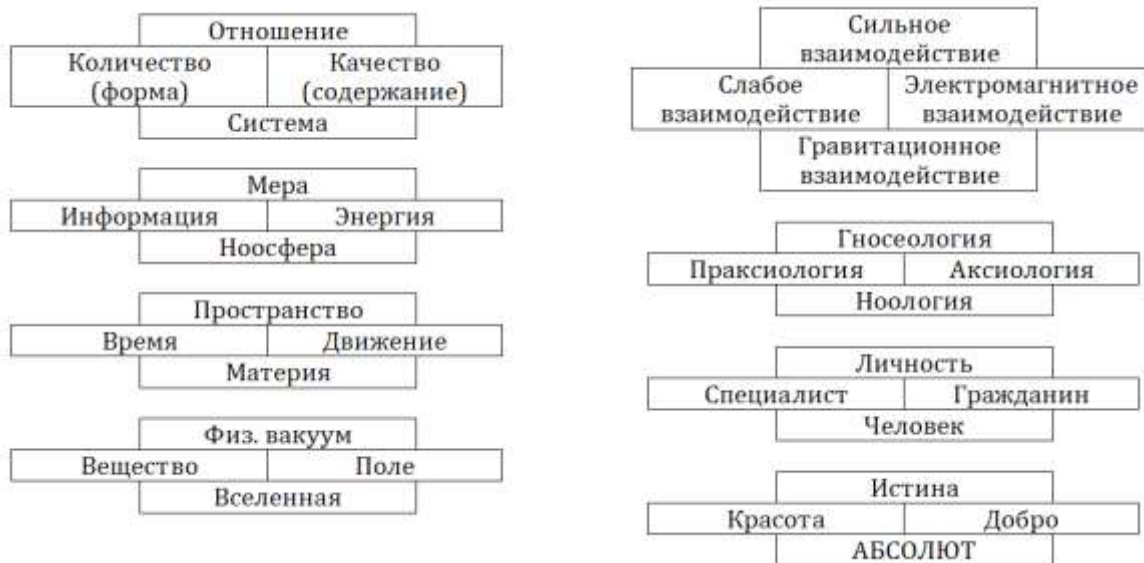 Отношение
Количество
(форма)
Качество
(содержание)
Система
Мера
Информация
Энергия
Ноосфера
Пространство
Время
Движение
Материя
Физ. вакуум
Вещество
Поле
Вселенная
Сильное
взаимодействие
Слабое
взаимодействие
Электромагнитное
взаимодействие
Гравитационное
взаимодействие
Гносеология
Праксиология
Аксиология
Ноология
Личность
Специалист
Гражданин
Человек
Истина
Красота
Добро
АБСОЛЮТ